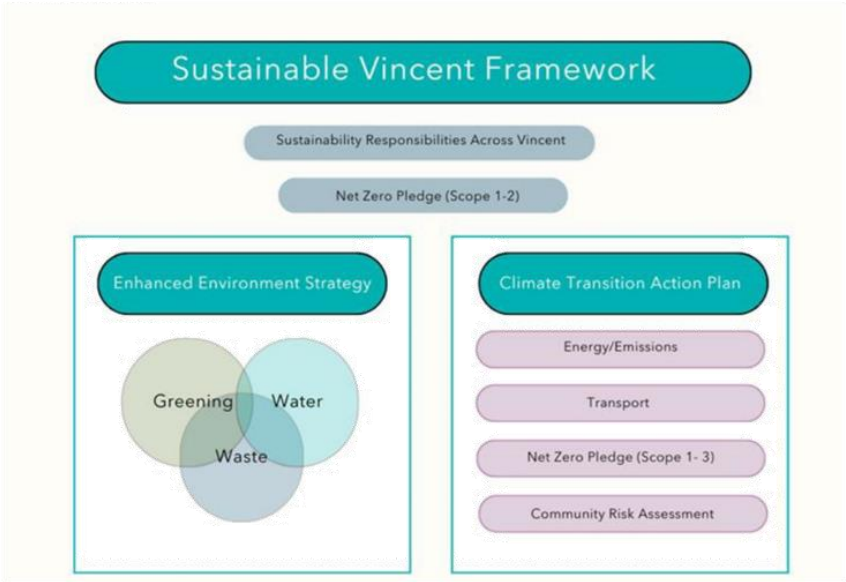 Sustainable Vincent Framework
Sustainability Responsibilities Across Vincent
Net Zero Pledge (Scope 1-2)
Enhanced Environment Strategy
Greening
Water
Waste
Climate Transition Action Plan
Energy/Emissions
Transport
Net Zero Pledge (Scope 1- 3)
Community Risk Assessment